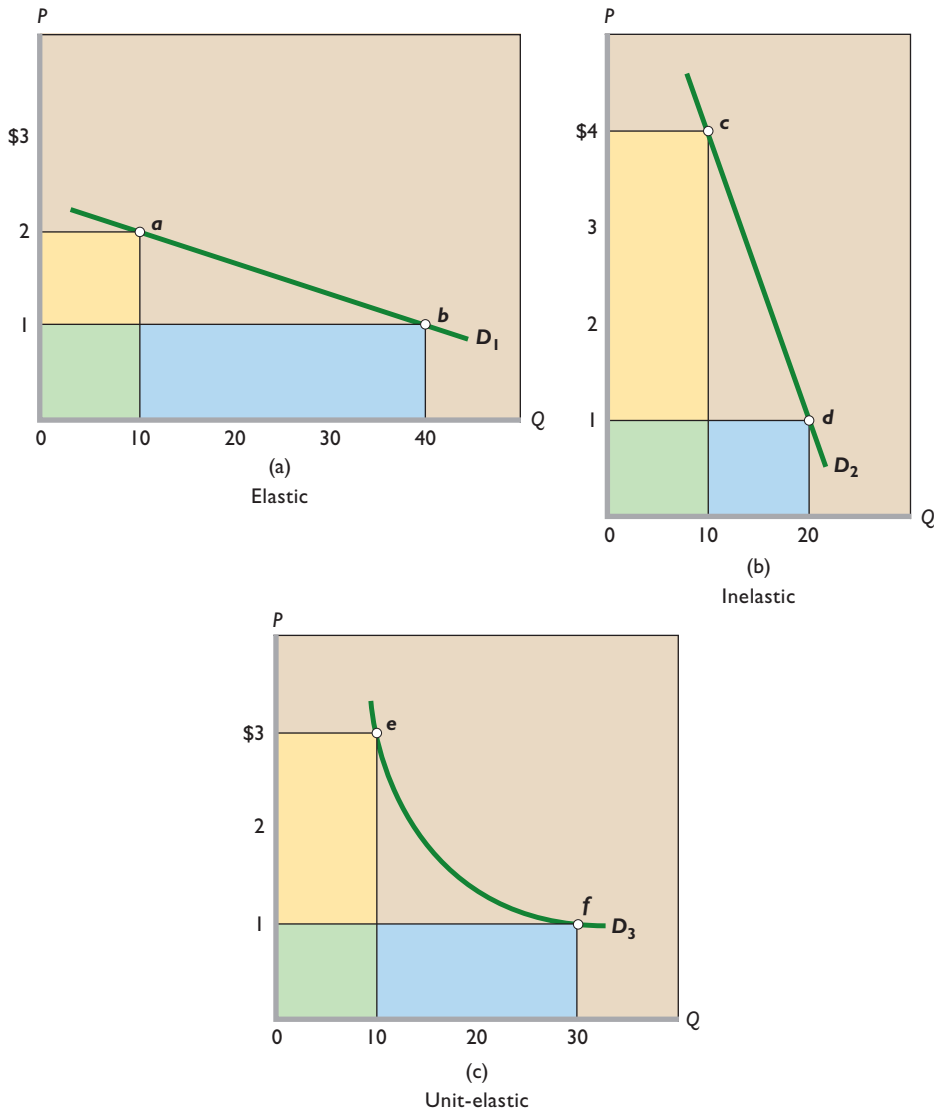 P
$3
2
1
a
b
D1
0 10 20 30 40 Q
(a)
Elastic
P
$4
3
2
1
c
d
D2
0 10 20 Q
(b)
Inelastic
P
$3
2
1
e
f
D3
0 10 20 30 Q
(c)
Unit-elastic